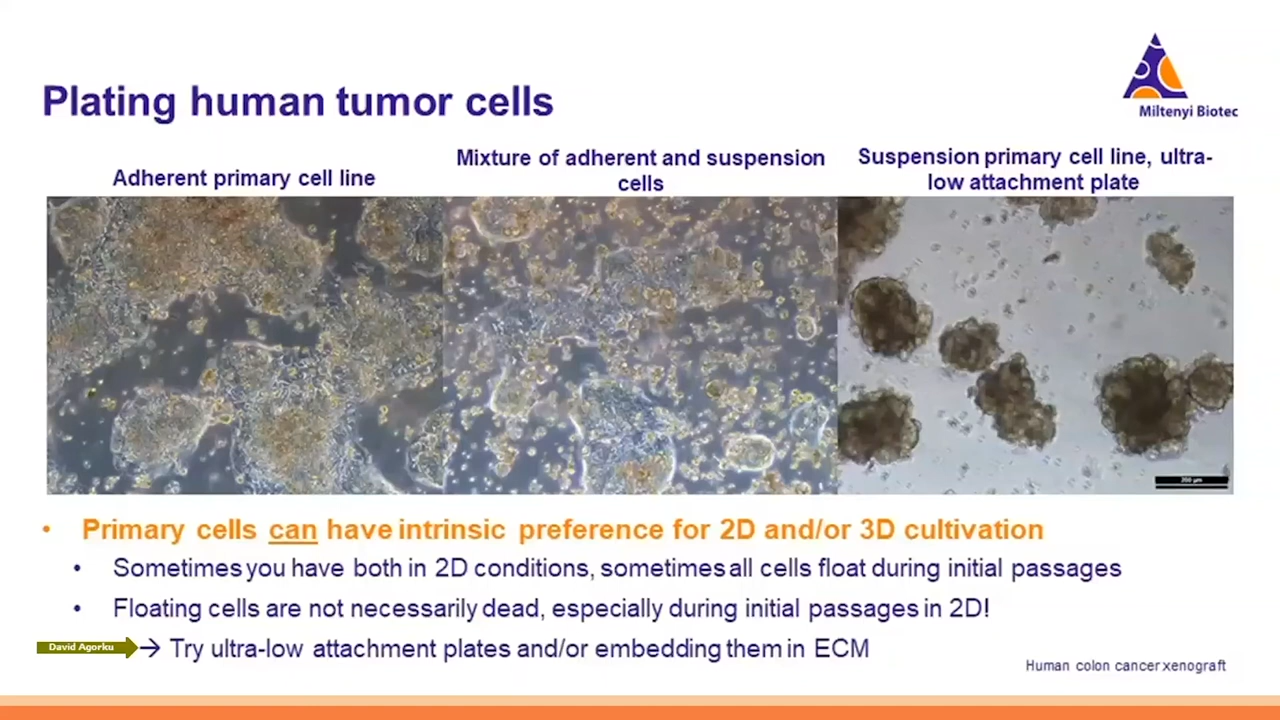 Miltenyi Biotec
Plating human tumor cells
Adherent primary cell line
Mixture of adherent and suspension
cells
Suspension primary cell line, ultra-
low attachment plate
200 µm
• Primary cells can have intrinsic preference for 2D and/or 3D cultivation
• Sometimes you have both in 2D conditions, sometimes all cells float during initial passages
• Floating cells are not necessarily dead, especially during initial passages in 2D!
David Agorku
→ Try ultra-low attachment plates and/or embedding them in ECM
Human colon cancer xenograft